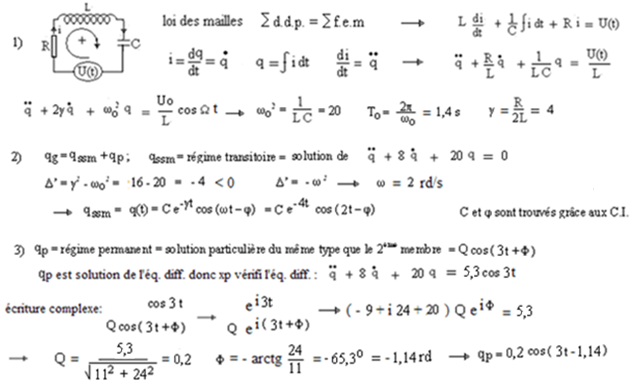 L
R
i
C
U(t)
1) loi des mailles Σ d.d.p. = Σ f.e.m → L di/dt + 1/C ∫ i dt + R i = U(t)
i = dq/dt = q̇ q = ∫ i dt di/dt = q̈ → q̈ + R/L q̇ + 1/LC q = U(t)/L
q̈ + 2γq̇ + ω₀² q = Uo/L cos Ω t → ω₀² = 1/LC = 20 T₀ = 2π/ω₀ = 1,4 s γ = R/2L = 4
2) qg = qssm + qp ; qssm = régime transitoire = solution de q̈ + 8 q̇ + 20 q = 0
Δ' = γ² - ω₀² = 16 - 20 = - 4 < 0 Δ' = - ω² → ω = 2 rd/s
→ qssm = q(t) = C e^-γt cos (ωt-φ) = C e^-4t cos (2t-φ) C et φ sont trouvés grâce aux C.I.
3) qp = régime permanent = solution particulière du même type que le 2ème membre = Q cos( 3t + Φ)
qp est solution de l'éq. diff. donc xp vérifi l'éq. diff. : q̈ + 8 q̇ + 20 q = 5,3 cos 3t
écriture complexe: cos 3 t → e^i3t → ( - 9 + i 24 + 20 ) Q e^iΦ = 5,3
Q cos( 3t + Φ) Q e^i( 3t + Φ)
→ Q = 5,3/√(11² + 24²) = 0,2 Φ = - arctg 24/11 = - 65,3⁰ = - 1,14 rd → qp = 0,2 cos( 3t - 1,14)